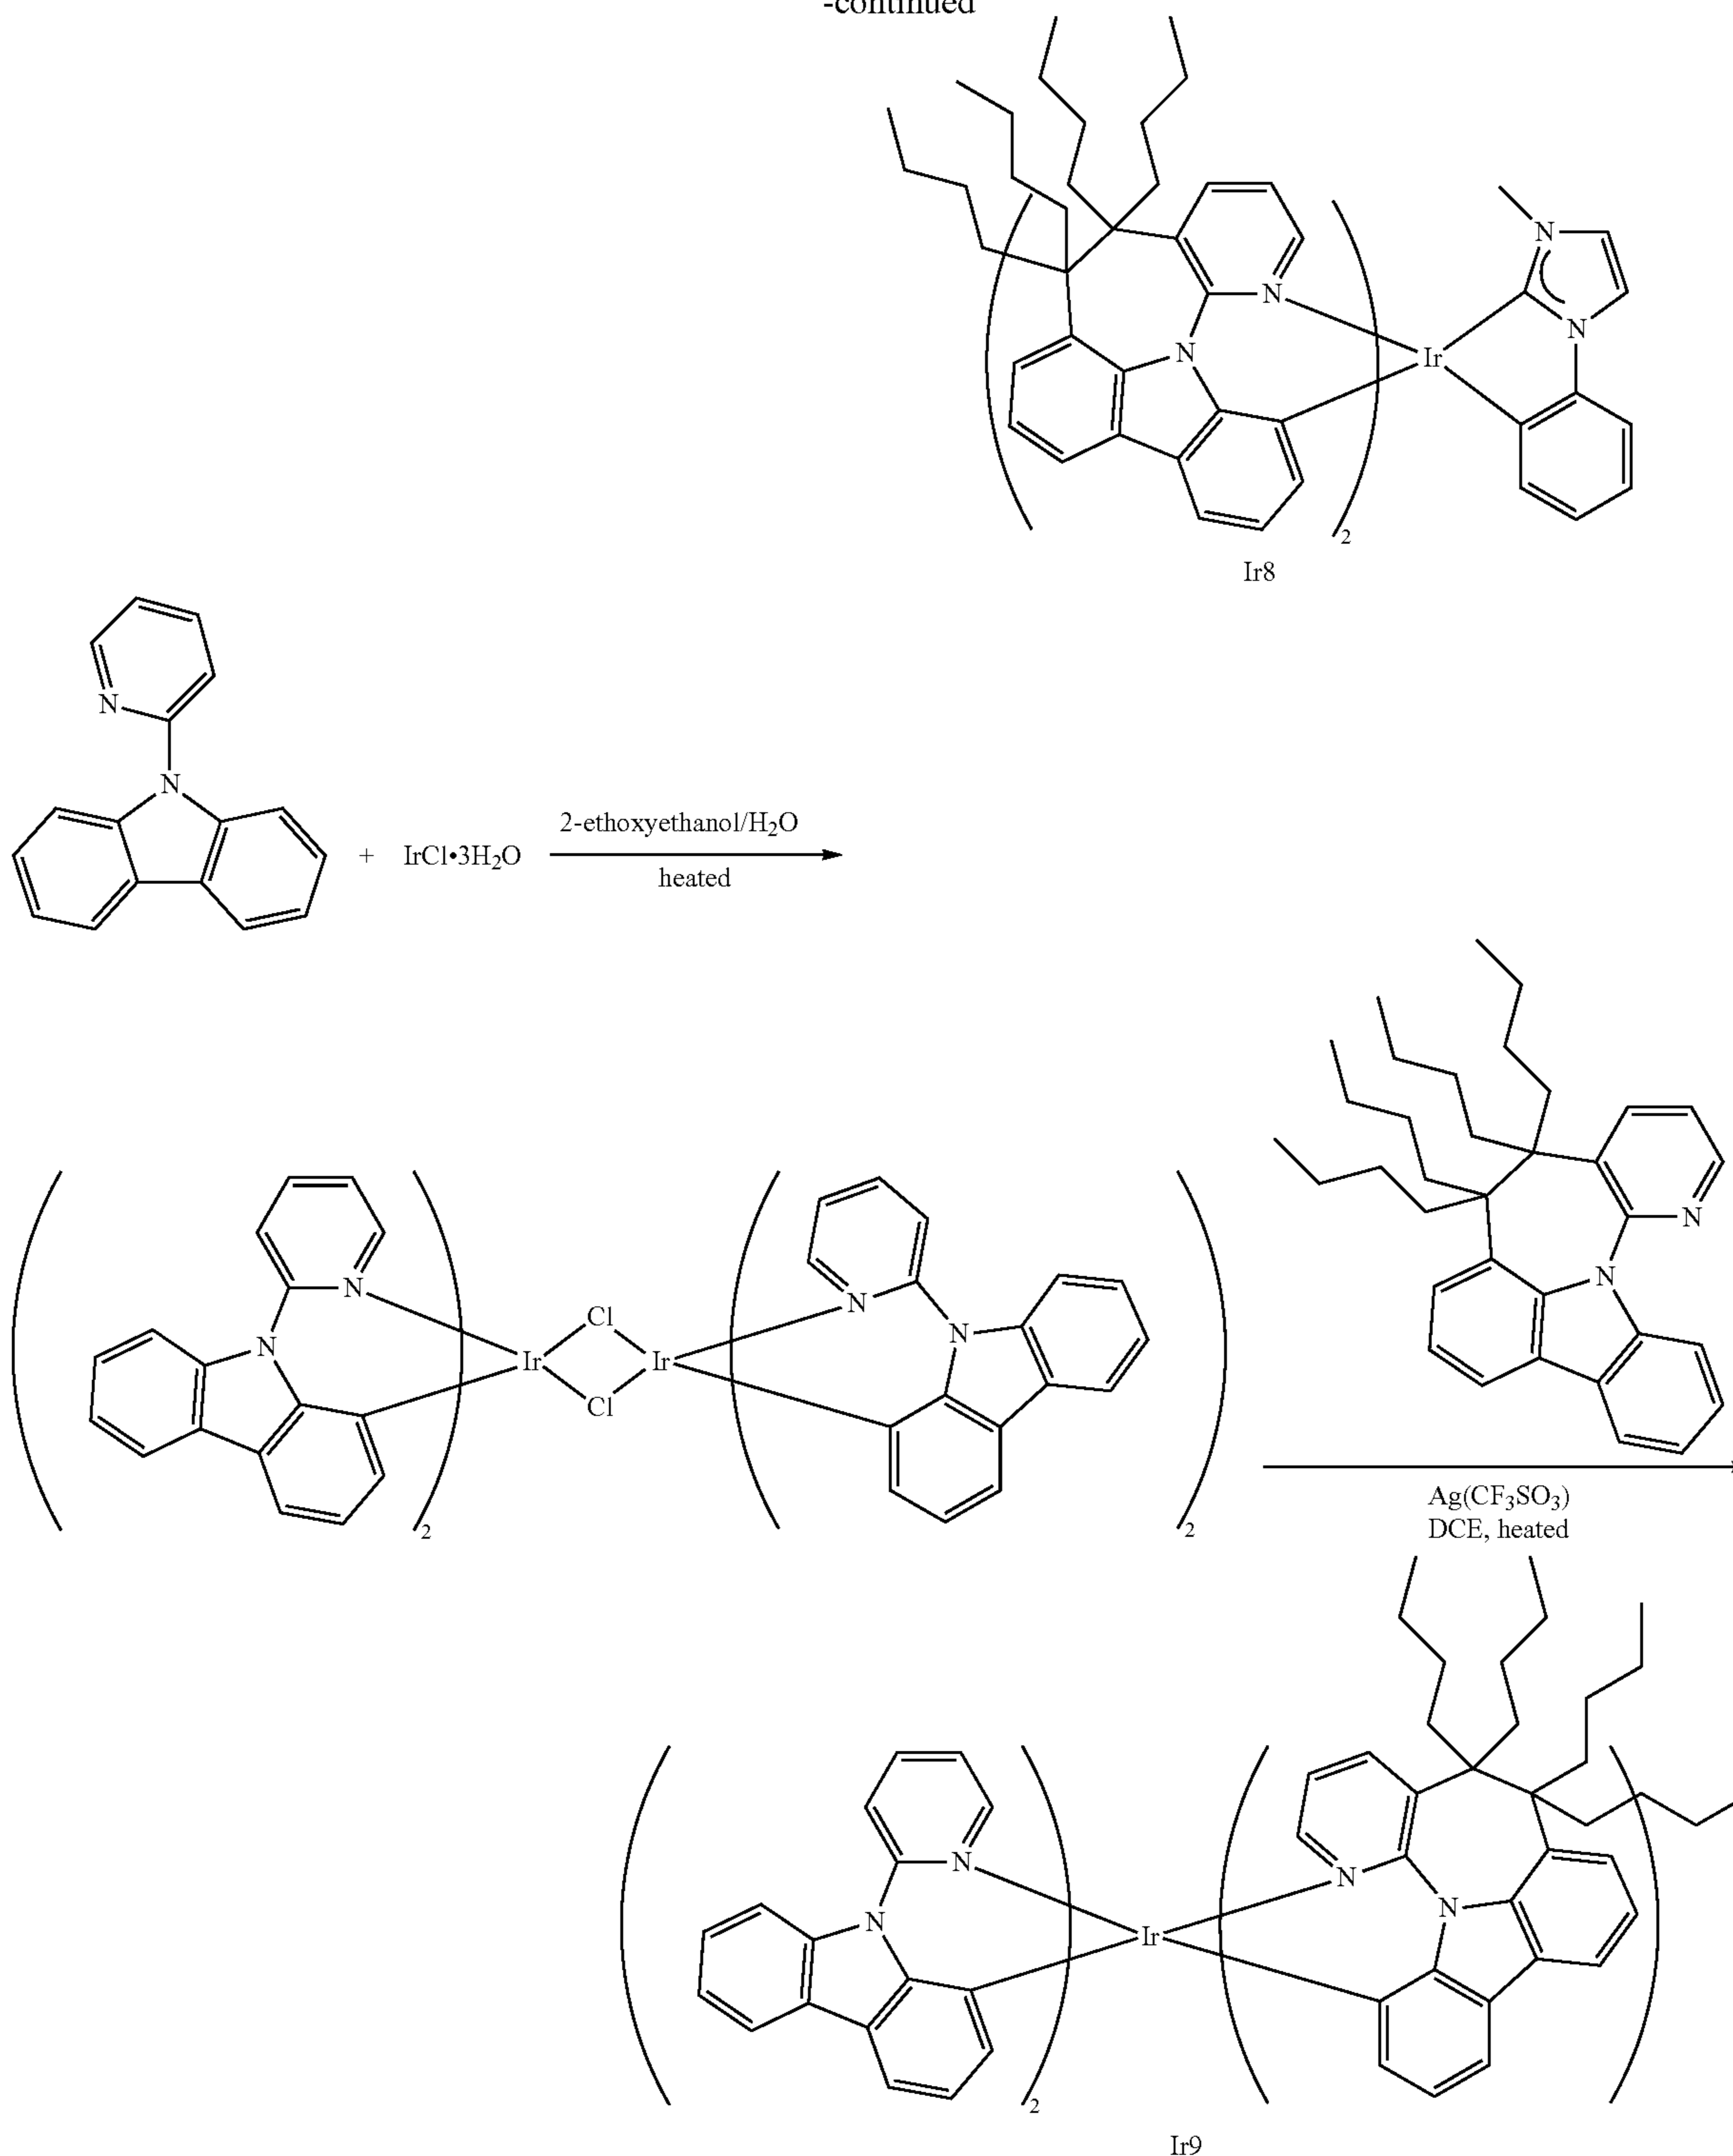 -continued
N
N
N
Ir
N
2
Ir8
N
N
2-ethoxyethanol/H₂O
+ IrCl•3H₂O
heated
N
N
N
N
N
N
Cl
Ir
Ir
Cl
2
2
Ag(CF₃SO₃)
DCE, heated
N
N
N
N
Ir
2
Ir9